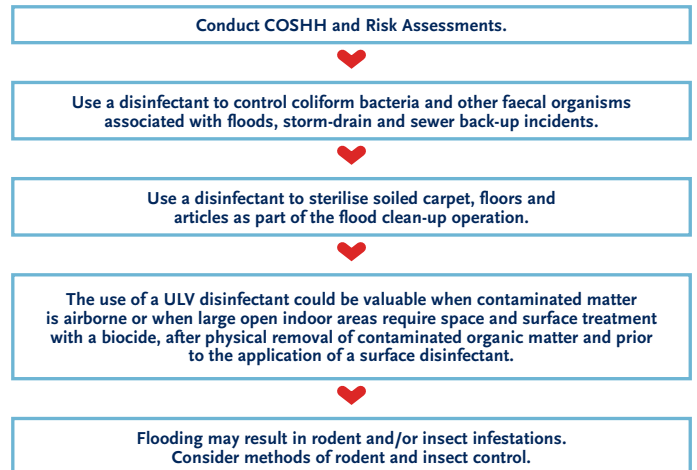 Conduct COSHH and Risk Assessments.
Use a disinfectant to control coliform bacteria and other faecal organisms
associated with floods, storm-drain and sewer back-up incidents.
Use a disinfectant to sterilise soiled carpet, floors and
articles as part of the flood clean-up operation.
The use of a ULV disinfectant could be valuable when contaminated matter
is airborne or when large open indoor areas require space and surface treatment
with a biocide, after physical removal of contaminated organic matter and prior
to the application of a surface disinfectant.
Flooding may result in rodent and/or insect infestations.
Consider methods of rodent and insect control.